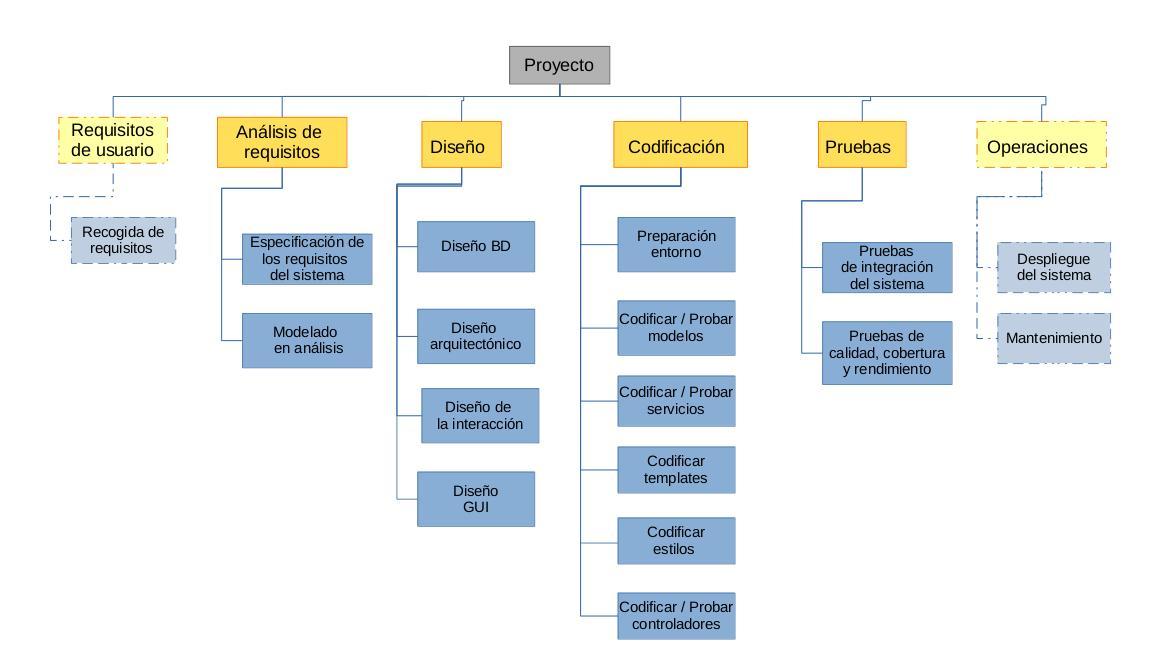 Proyecto
Requisitos
de usuario
Análisis de
requisitos
Diseño
Codificación
Pruebas
Operaciones
Recogida de
requisitos
Especificación de
los requisitos
del sistema
Modelado
en análisis
Diseño BD
Diseño
arquitectónico
Diseño de
la interacción
Diseño
GUI
Preparación
entorno
Codificar / Probar
modelos
Codificar / Probar
servicios
Codificar
templates
Codificar
estilos
Codificar / Probar
controladores
Pruebas
de integración
del sistema
Pruebas de
calidad, cobertura
y rendimiento
Despliegue
del sistema
Mantenimiento